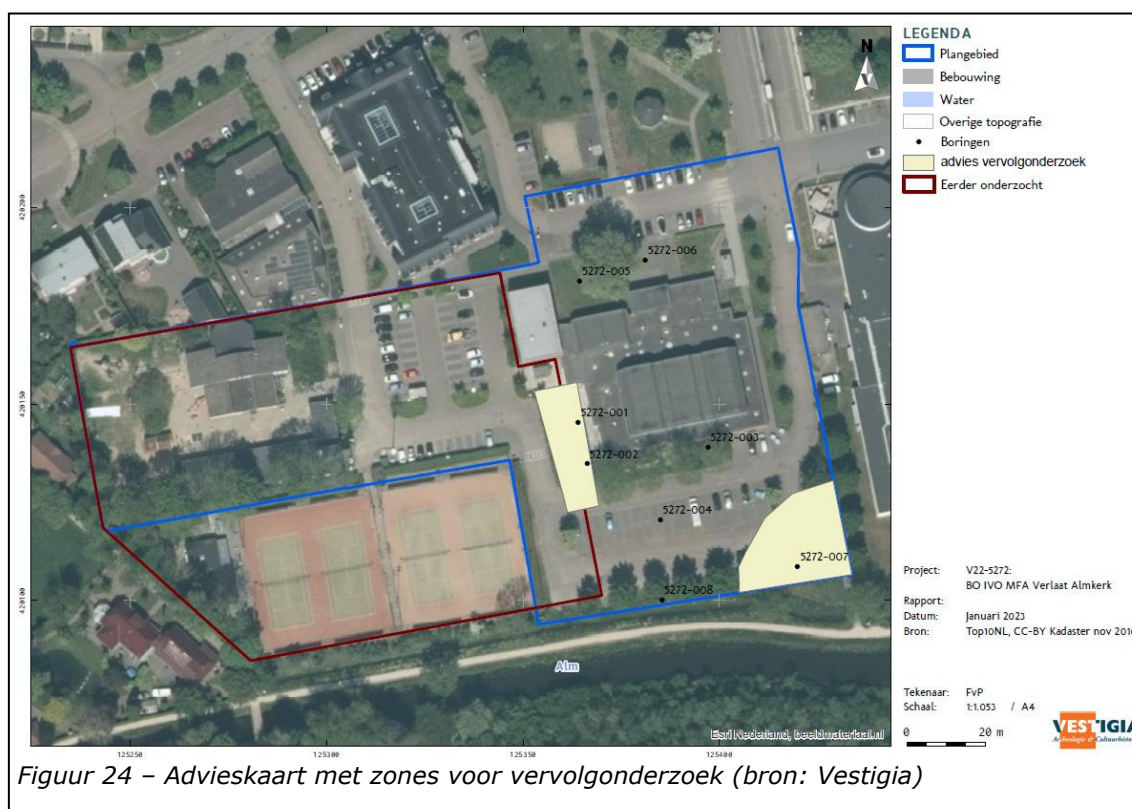 LEGENDA
Plangebied
Bebouwing
Water
Overige topografie
Boringen
advies vervolgonderzoek
Eerder onderzocht
N
420200
420150
420100
5272-006
5272-005
5272-001
5272-002
5272-003
5272-004
5272-007
5272-008
Alm
Esri Nederland, beeldmateriaal.nl
125250
125300
125350
125400
Project: V22-5272:
BO IVO MFA Verlaat Almkerk
Rapport:
Datum: Januari 2023
Bron: Top10NL, CC-BY Kadaster nov 2016
Tekenaar: FvP
Schaal: 1:1.053 / A4
0 20 m
VESTIGIA
Archeologie & Cultuurhistorie
Figuur 24 – Advieskaart met zones voor vervolgonderzoek (bron: Vestigia)